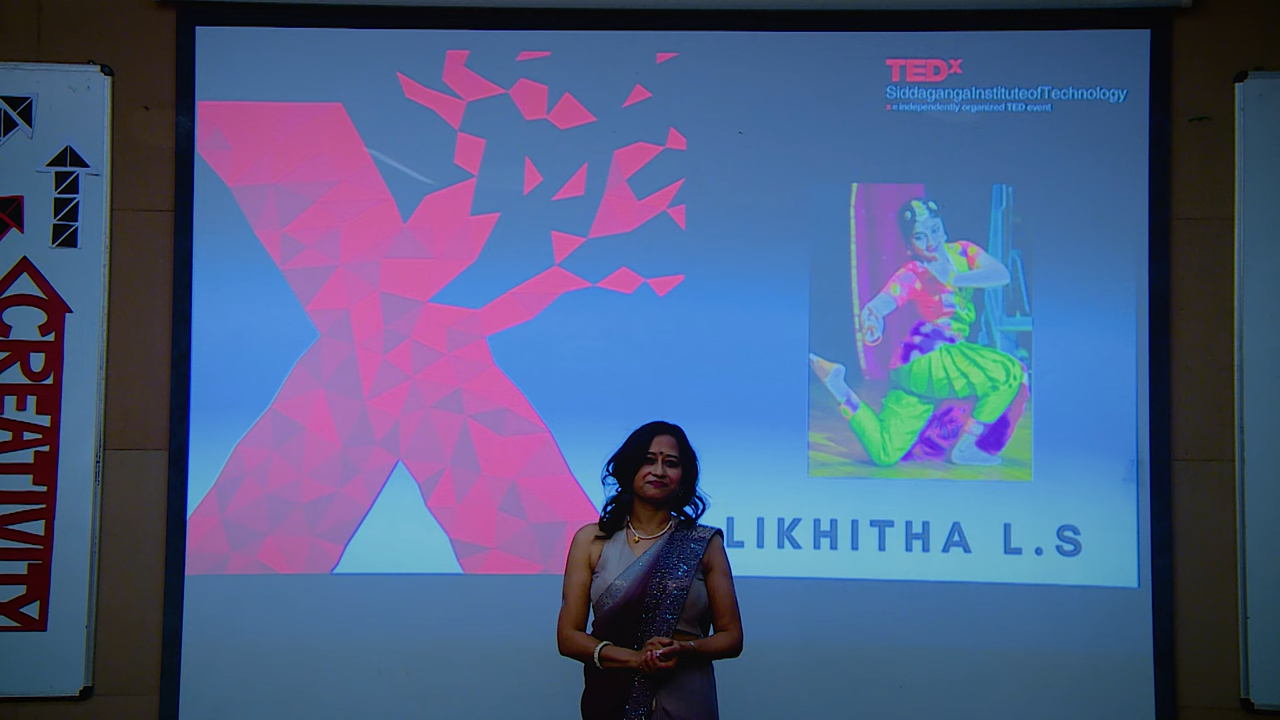 TEDx
SiddagangaInstituteofTechnology
x = independently organized TED event
LIKHITHA L.S
CREATIVITY